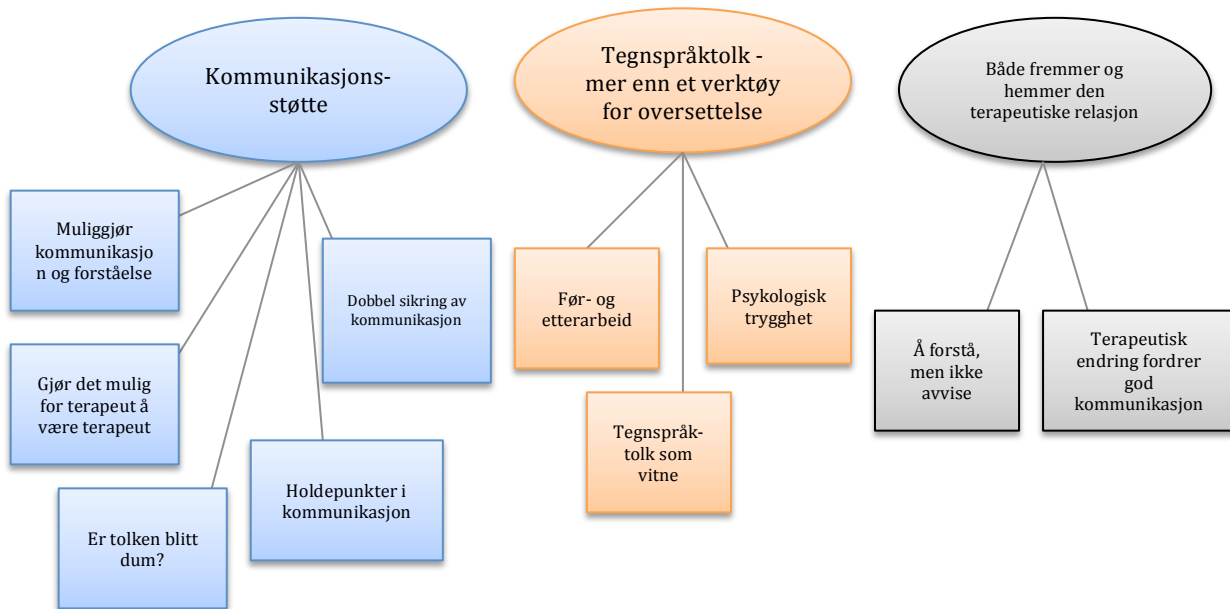 Kommunikasjons-
støtte
Muliggjør
kommunikasjo
n og forståelse
Gjør det mulig
for terapeut å
være terapeut
Er tolken blitt
dum?
Holdepunkter i
kommunikasjon
Dobbel sikring av
kommunikasjon
Tegnspråktolk -
mer enn et verktøy
for oversettelse
Før- og
etterarbeid
Tegnspråk-
tolk som
vitne
Psykologisk
trygghet
Både fremmer og
hemmer den
terapeutiske relasjon
Å forstå,
men ikke
avvise
Terapeutisk
endring fordrer
god
kommunikasjon